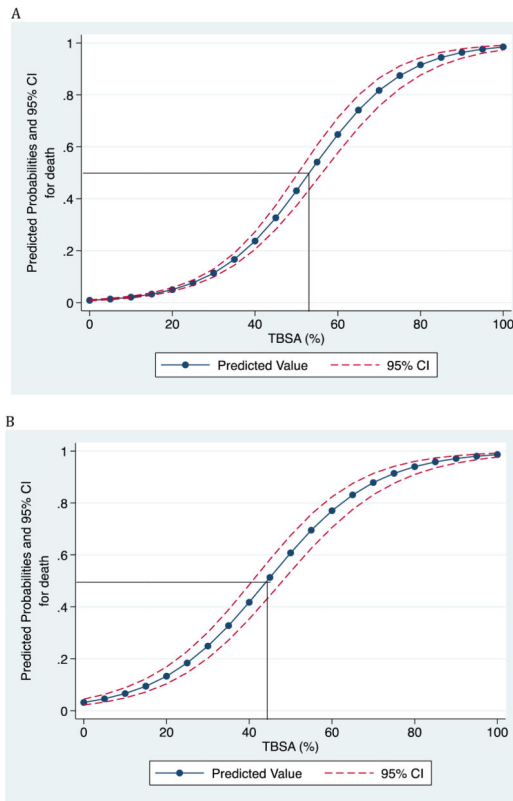 A
Predicted Probabilities and 95% CI
for death
1
.8
.6
.4
.2
0
0 20 40 60 80 100
TBSA (%)
Predicted Value 95% CI
B
Predicted Probabilities and 95% CI
for death
1
.8
.6
.4
.2
0
0 20 40 60 80 100
TBSA (%)
Predicted Value 95% CI